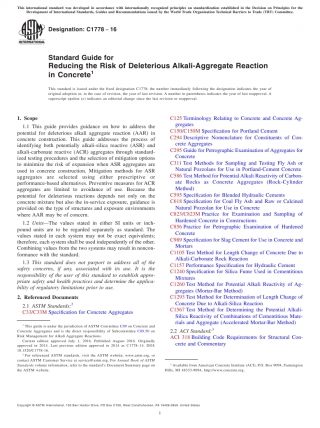 This international standard was developed in accordance with internationally recognized principles on standardization established in the Decision on Principles for the
Development of International Standards, Guides and Recommendations issued by the World Trade Organization Technical Barriers to Trade (TBT) Committee.
INTERNATIONAL
Designation: C1778 − 16
Standard Guide for
Reducing the Risk of Deleterious Alkali-Aggregate Reaction
in Concrete1
This standard is issued under the fixed designation C1778; the number immediately following the designation indicates the year of
original adoption or, in the case of revision, the year of last revision. A number in parentheses indicates the year of last reapproval. A
superscript epsilon (ε) indicates an editorial change since the last revision or reapproval.
1. Scope
1.1 This guide provides guidance on how to address the
potential for deleterious alkali aggregate reaction (AAR) in
concrete construction. This guide addresses the process of
identifying both potentially alkali-silica reactive (ASR) and
alkali-carbonate reactive (ACR) aggregates through standard-
ized testing procedures and the selection of mitigation options
to minimize the risk of expansion when ASR aggregates are
used in concrete construction. Mitigation methods for ASR
aggregates are selected using either prescriptive or
performance-based alternatives. Preventive measures for ACR
aggregates are limited to avoidance of use. Because the
potential for deleterious reactions depends not only on the
concrete mixture but also the in-service exposure, guidance is
provided on the type of structures and exposure environments
where AAR may be of concern.
1.2 Units—The values stated in either SI units or inch-
pound units are to be regarded separately as standard. The
values stated in each system may not be exact equivalents;
therefore, each system shall be used independently of the other.
Combining values from the two systems may result in noncon-
formance with the standard.
1.3 This standard does not purport to address all of the
safety concerns, if any, associated with its use. It is the
responsibility of the user of this standard to establish appro-
priate safety and health practices and determine the applica-
bility of regulatory limitations prior to use.
2. Referenced Documents
2.1 ASTM Standards:2
C33/C33M Specification for Concrete Aggregates
1 This guide is under the jurisdiction of ASTM Committee C09 on Concrete and
Concrete Aggregates and is the direct responsibility of Subcommittee C09.50 on
Risk Management for Alkali Aggregate Reactions.
Current edition approved July 1, 2016. Published August 2016. Originally
approved in 2014. Last previous edition approved in 2014 as C1778–14. DOI:
10.1520/C1778-16.
2 For referenced ASTM standards, visit the ASTM website, www.astm.org, or
contact ASTM Customer Service at service@astm.org. For Annual Book of ASTM
Standards volume information, refer to the standard's Document Summary page on
the ASTM website.
C125 Terminology Relating to Concrete and Concrete Ag-
gregates
C150/C150M Specification for Portland Cement
C294 Descriptive Nomenclature for Constituents of Con-
crete Aggregates
C295 Guide for Petrographic Examination of Aggregates for
Concrete
C311 Test Methods for Sampling and Testing Fly Ash or
Natural Pozzolans for Use in Portland-Cement Concrete
C586 Test Method for Potential Alkali Reactivity of Carbon-
ate Rocks as Concrete Aggregates (Rock-Cylinder
Method)
C595 Specification for Blended Hydraulic Cements
C618 Specification for Coal Fly Ash and Raw or Calcined
Natural Pozzolan for Use in Concrete
C823/C823M Practice for Examination and Sampling of
Hardened Concrete in Constructions
C856 Practice for Petrographic Examination of Hardened
Concrete
C989 Specification for Slag Cement for Use in Concrete and
Mortars
C1105 Test Method for Length Change of Concrete Due to
Alkali-Carbonate Rock Reaction
C1157 Performance Specification for Hydraulic Cement
C1240 Specification for Silica Fume Used in Cementitious
Mixtures
C1260 Test Method for Potential Alkali Reactivity of Ag-
gregates (Mortar-Bar Method)
C1293 Test Method for Determination of Length Change of
Concrete Due to Alkali-Silica Reaction
C1567 Test Method for Determining the Potential Alkali-
Silica Reactivity of Combinations of Cementitious Mate-
rials and Aggregate (Accelerated Mortar-Bar Method)
2.2 ACI Standard:3
ACI 318 Building Code Requirements for Structural Con-
crete and Commentary
3 Available from American Concrete Institute (ACI), P.O. Box 9094, Farmington
Hills, MI 48333-9094, http://www.concrete.org.
Copyright © ASTM International, 100 Barr Harbor Drive, PO Box C700, West Conshohocken, PA 19428-2959. United States
1